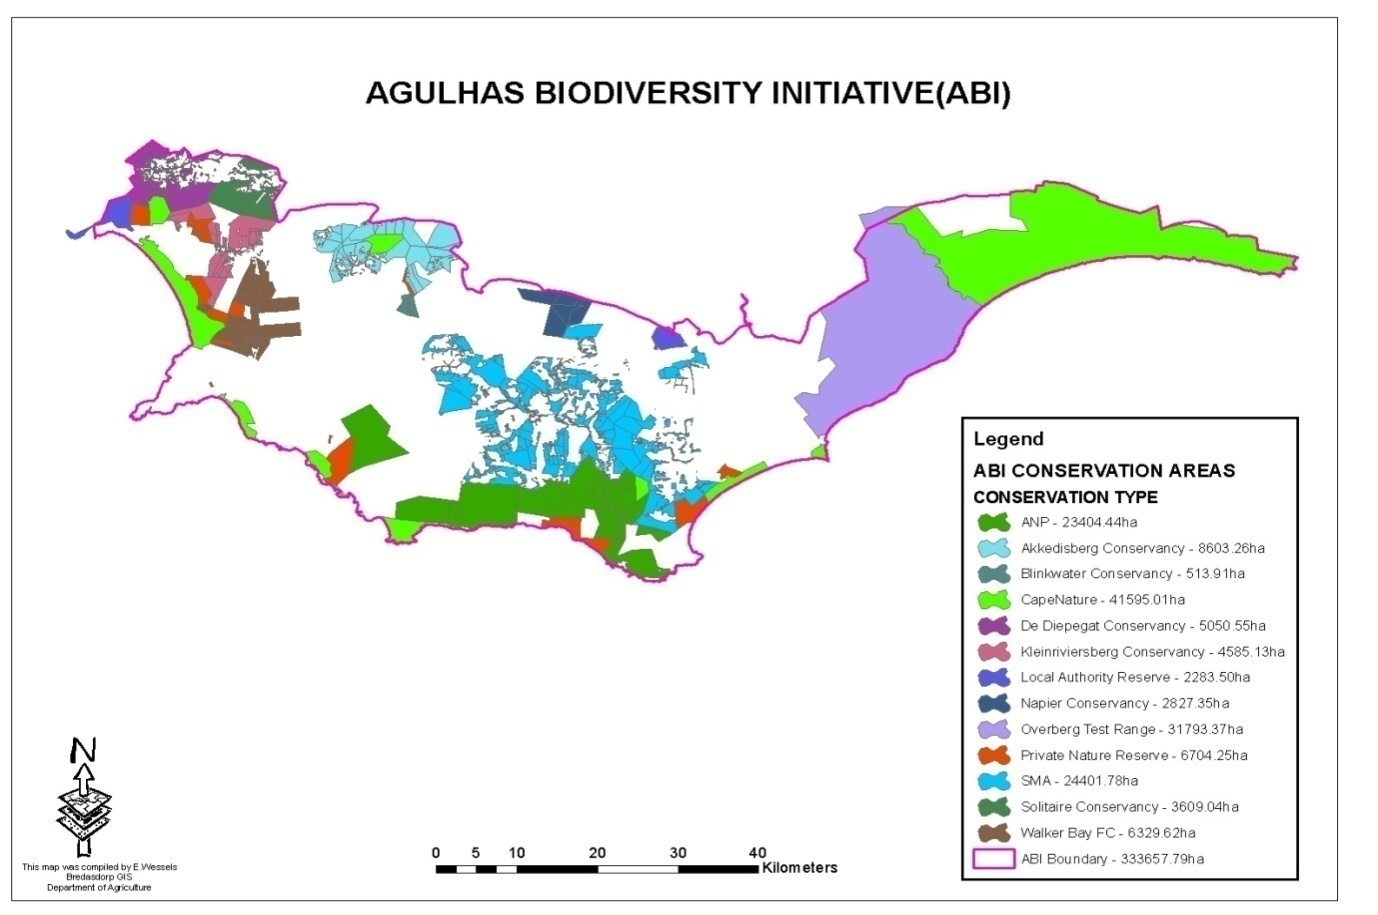 AGULHAS BIODIVERSITY INITIATIVE(ABI)
Legend
ABI CONSERVATION AREAS
CONSERVATION TYPE
ANP - 23404.44ha
Akkedisberg Conservancy - 8603.26ha
Blinkwater Conservancy - 513.91ha
CapeNature - 41595.01ha
De Diepegat Conservancy - 5050.55ha
Kleinriviersberg Conservancy - 4585.13ha
Local Authority Reserve - 2283.50ha
Napier Conservancy - 2827.35ha
Overberg Test Range - 31793.37ha
Private Nature Reserve - 6704.25ha
SMA - 24401.78ha
Solitaire Conservancy - 3609.04ha
Walker Bay FC - 6329.62ha
ABI Boundary - 333657.79ha
N
This map was compiled by E.Wessels
Bredasdorp GIS
Department of Agriculture
0 5 10 20 30 40
Kilometers